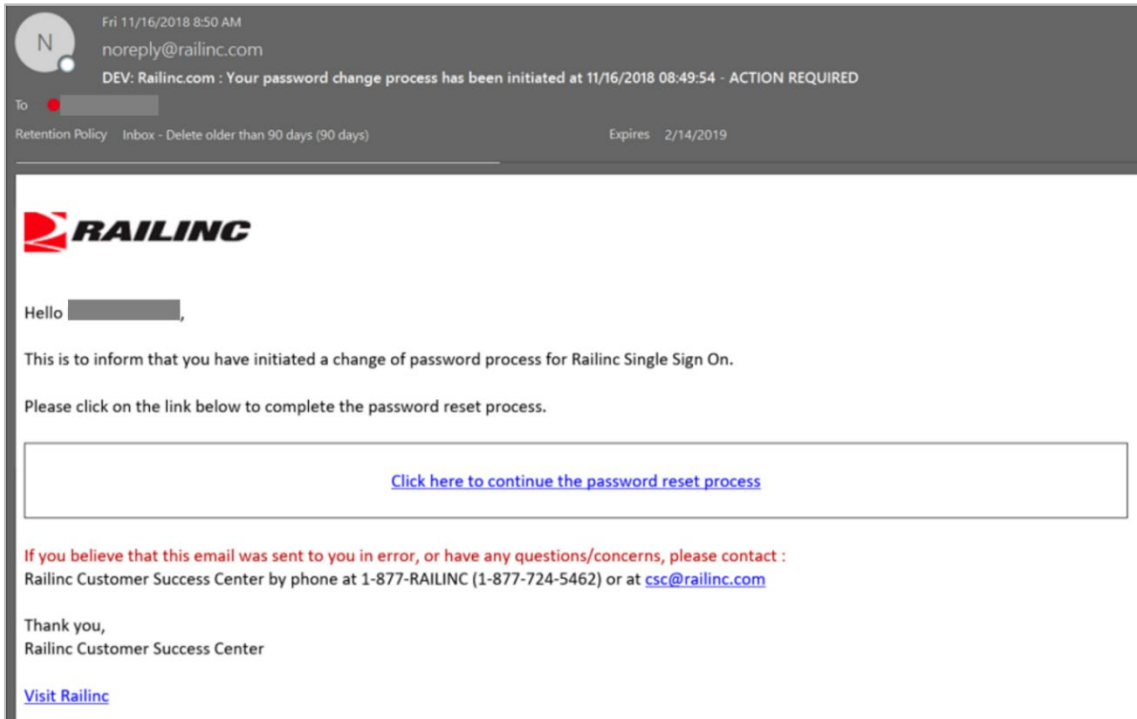 Fri 11/16/2018 8:50 AM
N
noreply@railinc.com
DEV: Railinc.com : Your password change process has been initiated at 11/16/2018 08:49:54 - ACTION REQUIRED
To
Retention Policy Inbox - Delete older than 90 days (90 days) Expires 2/14/2019
RAILINC
Hello ,
This is to inform that you have initiated a change of password process for Railinc Single Sign On.
Please click on the link below to complete the password reset process.
Click here to continue the password reset process
If you believe that this email was sent to you in error, or have any questions/concerns, please contact :
Railinc Customer Success Center by phone at 1-877-RAILINC (1-877-724-5462) or at csc@railinc.com
Thank you,
Railinc Customer Success Center
Visit Railinc